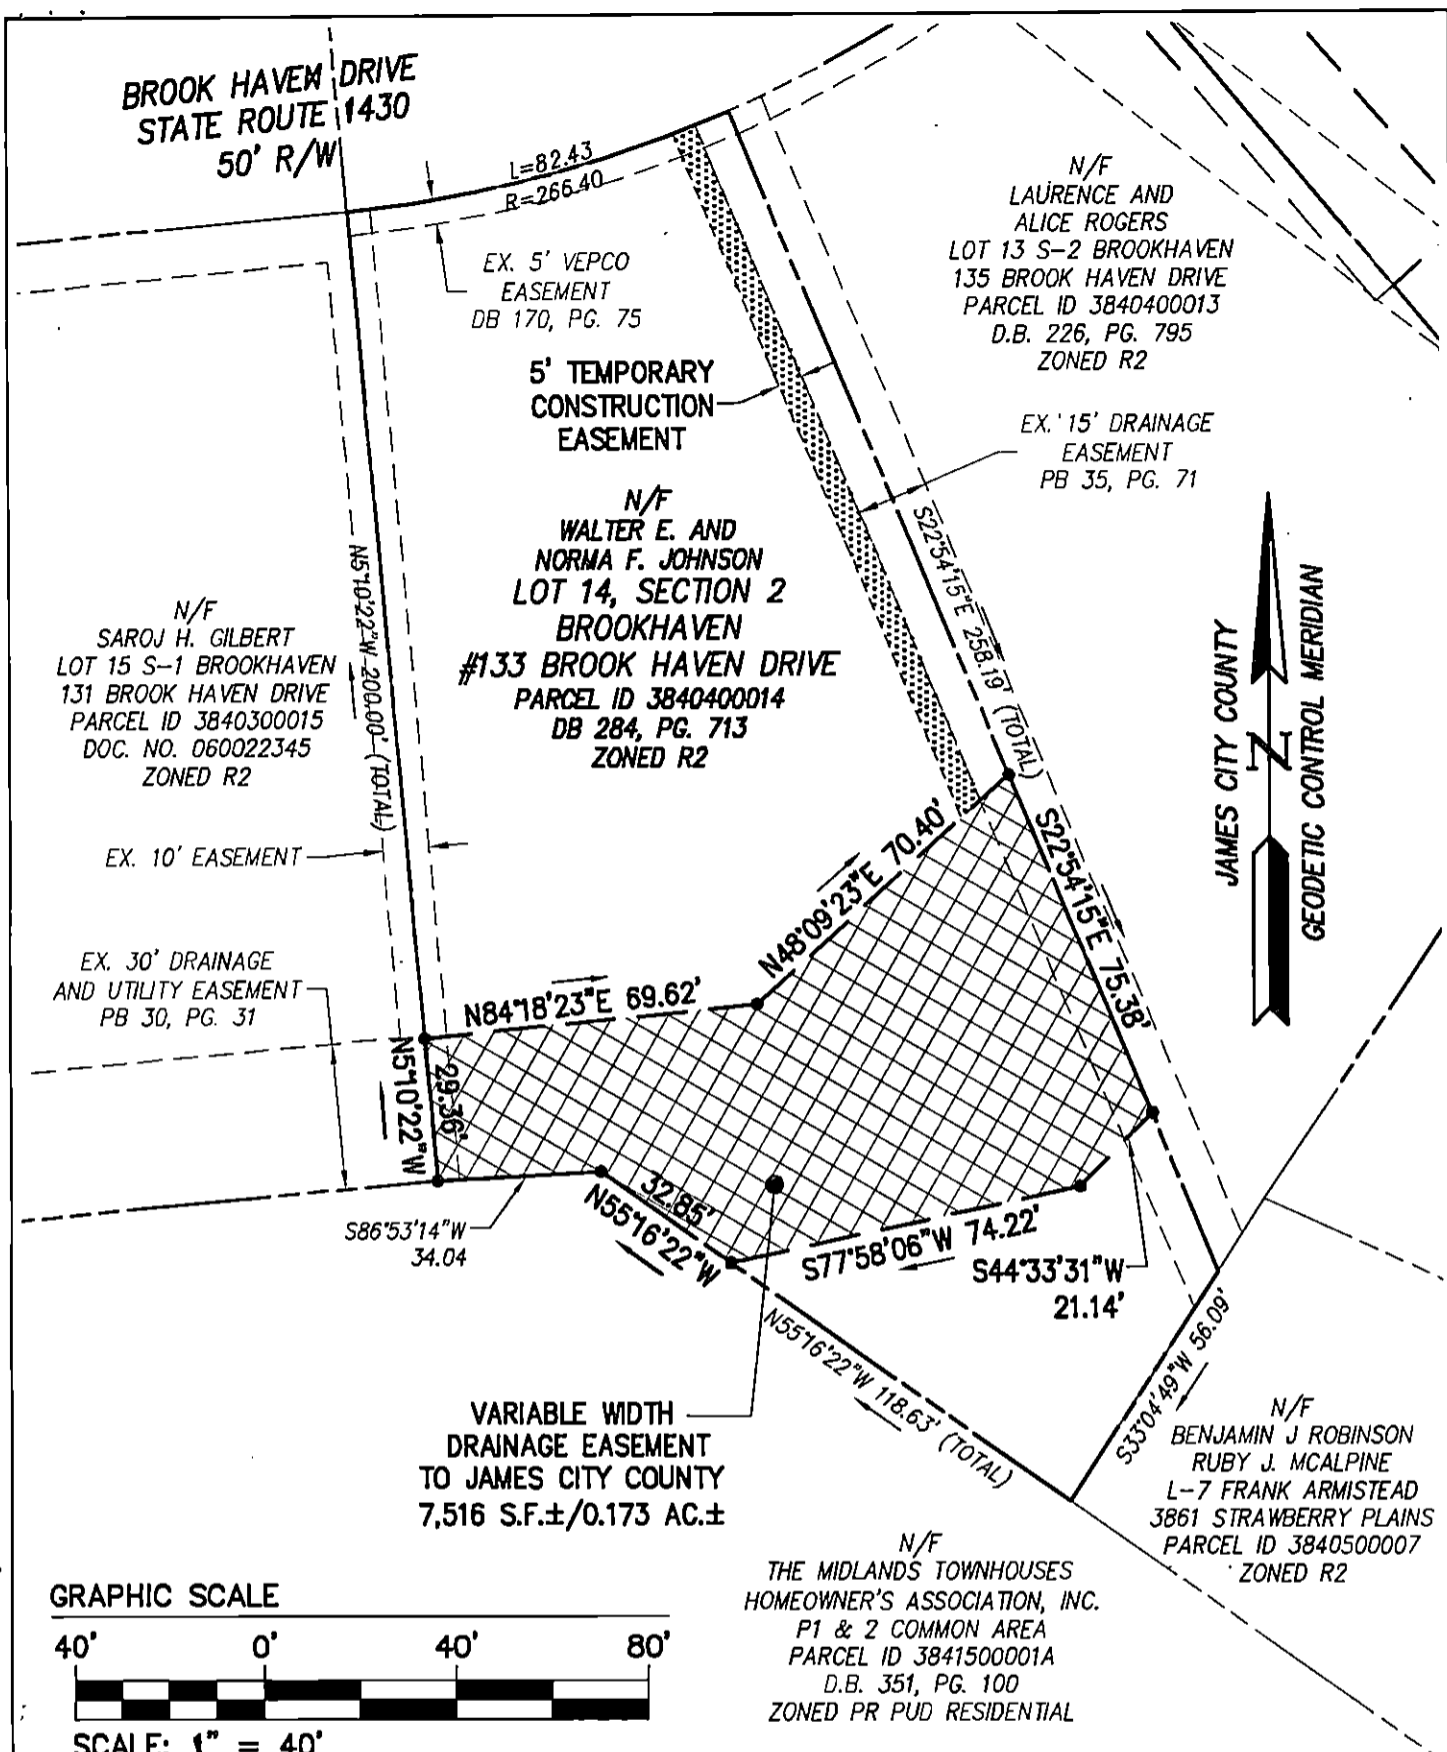 BROOK HAVEN DRIVE
STATE ROUTE 1430
50' R/W
L=82.43
R=266.40
EX. 5' VEPCO
EASEMENT
DB 170, PG. 75
N/F
LAURENCE AND
ALICE ROGERS
LOT 13 S-2 BROOKHAVEN
135 BROOK HAVEN DRIVE
PARCEL ID 3840400013
D.B. 226, PG. 795
ZONED R2
5' TEMPORARY
CONSTRUCTION
EASEMENT
EX. 15' DRAINAGE
EASEMENT
PB 35, PG. 71
N/F
WALTER E. AND
NORMA F. JOHNSON
LOT 14, SECTION 2
BROOKHAVEN
#133 BROOK HAVEN DRIVE
PARCEL ID 3840400014
DB 284, PG. 713
ZONED R2
S22°54'15"E 258.19' (TOTAL)
N5°10'22"W 200.00' (TOTAL)
N/F
SAROJ H. GILBERT
LOT 15 S-1 BROOKHAVEN
131 BROOK HAVEN DRIVE
PARCEL ID 3840300015
DOC. NO. 060022345
ZONED R2
JAMES CITY COUNTY
N
GEODETIC CONTROL MERIDIAN
EX. 10' EASEMENT
EX. 30' DRAINAGE
AND UTILITY EASEMENT
PB 30, PG. 31
N84°18'23"E 69.62'
N48°09'23"E 70.40'
S22°54'15"E 75.38'
N5°10'22"W
29.36'
S86°53'14"W
34.04
32.85'
N55°16'22"W
S77°58'06"W 74.22'
S44°33'31"W
21.14'
N55°16'22"W 118.63' (TOTAL)
S33°04'49"W 56.09'
VARIABLE WIDTH
DRAINAGE EASEMENT
TO JAMES CITY COUNTY
7,516 S.F.±/0.173 AC.±
N/F
BENJAMIN J ROBINSON
RUBY J. MCALPINE
L-7 FRANK ARMISTEAD
3861 STRAWBERRY PLAINS
PARCEL ID 3840500007
ZONED R2
N/F
THE MIDLANDS TOWNHOUSES
HOMEOWNER'S ASSOCIATION, INC.
P1 & 2 COMMON AREA
PARCEL ID 3841500001A
D.B. 351, PG. 100
ZONED PR PUD RESIDENTIAL
GRAPHIC SCALE
40' 0' 40' 80'
SCALE: 1" = 40'